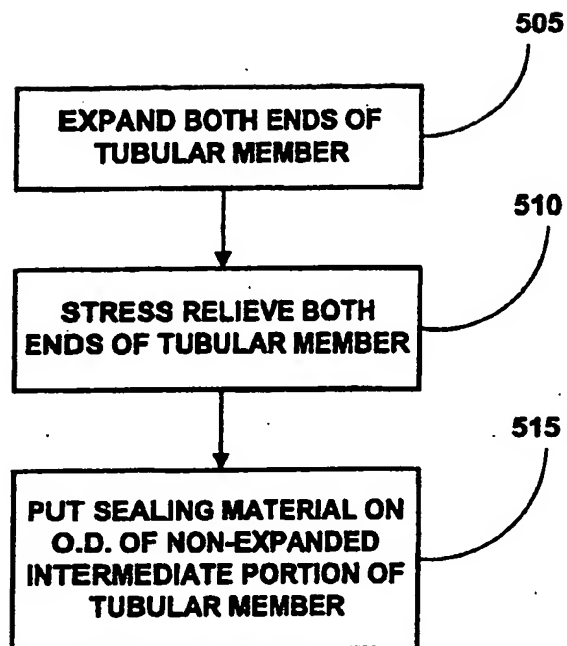 505
EXPAND BOTH ENDS OF
TUBULAR MEMBER
510
STRESS RELIEVE BOTH
ENDS OF TUBULAR MEMBER
515
PUT SEALING MATERIAL ON
O.D. OF NON-EXPANDED
INTERMEDIATE PORTION OF
TUBULAR MEMBER